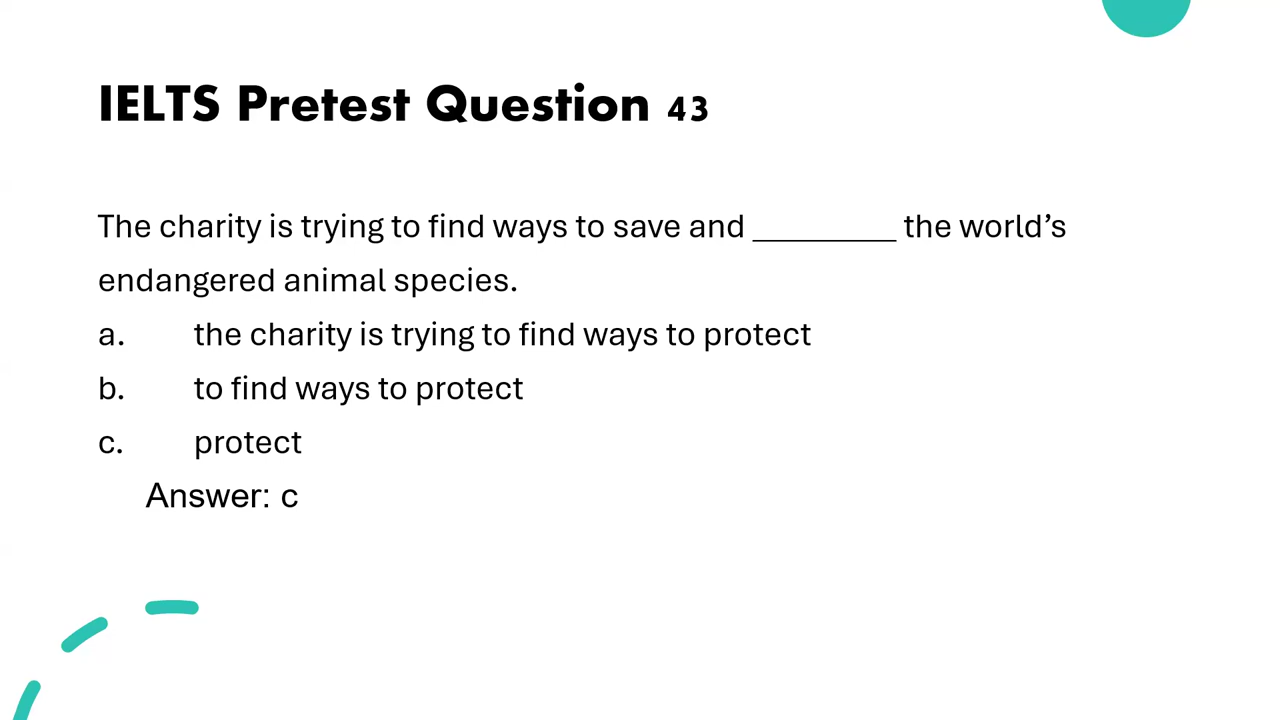 IELTS Pretest Question 43
The charity is trying to find ways to save and _________ the world’s
endangered animal species.
a. the charity is trying to find ways to protect
b. to find ways to protect
c. protect
Answer: c